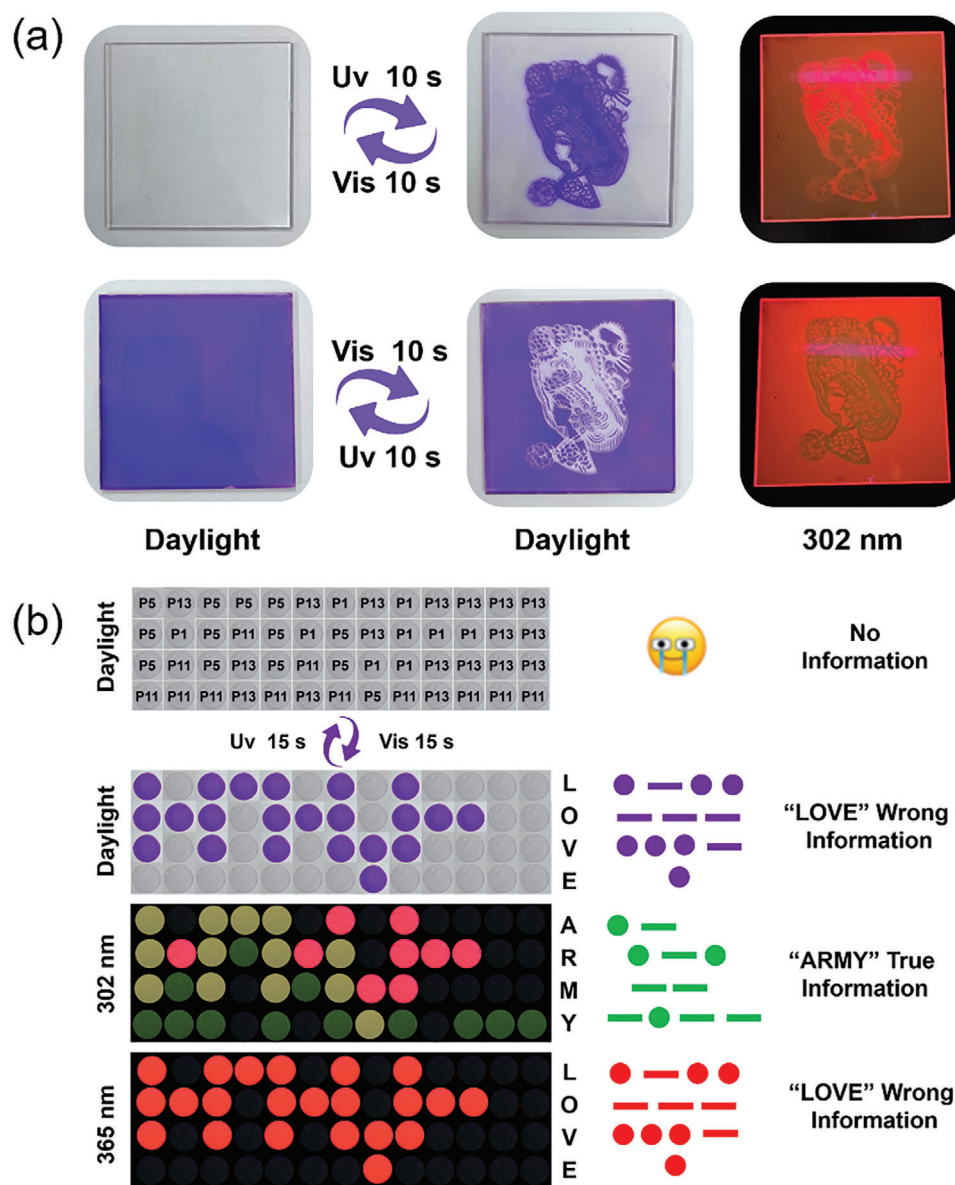 (a)
Uv 10 s
Vis 10 s
Vis 10 s
Uv 10 s
Daylight
Daylight
302 nm
(b)
Daylight
P5 P13 P5 P5 P5 P13 P1 P13 P1 P13 P13 P13 P13
P5 P1 P5 P11 P5 P1 P5 P13 P1 P1 P1 P13 P13
P5 P11 P5 P13 P5 P11 P5 P1 P1 P13 P13 P13 P13
P11 P11 P11 P13 P11 P13 P11 P5 P11 P13 P11 P11 P11
No
Information
Uv 15 s Vis 15 s
Daylight
L
O
V
E
“LOVE” Wrong
Information
302 nm
A
R
M
Y
“ARMY” True
Information
365 nm
L
O
V
E
“LOVE” Wrong
Information